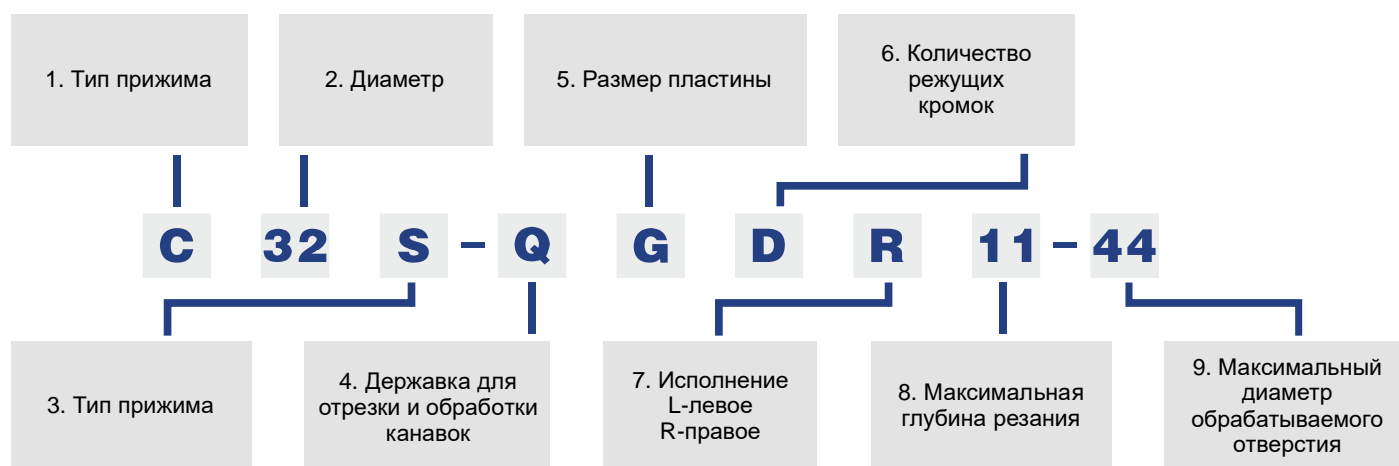 1. Тип прижима
2. Диаметр
5. Размер пластины
6. Количество
режущих
кромок
C 32 S - Q G D R 11 - 44
3. Тип прижима
4. Державка для
отрезки и обработки
канавок
7. Исполнение
L-левое
R-правое
8. Максимальная
глубина резания
9. Максимальный
диаметр
обрабатываемого
отверстия